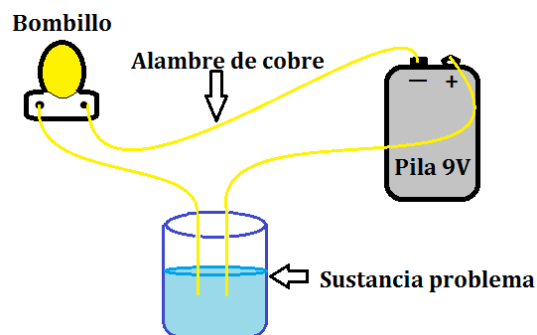 Bombillo
Alambre de cobre
— +
Pila 9V
Sustancia problema